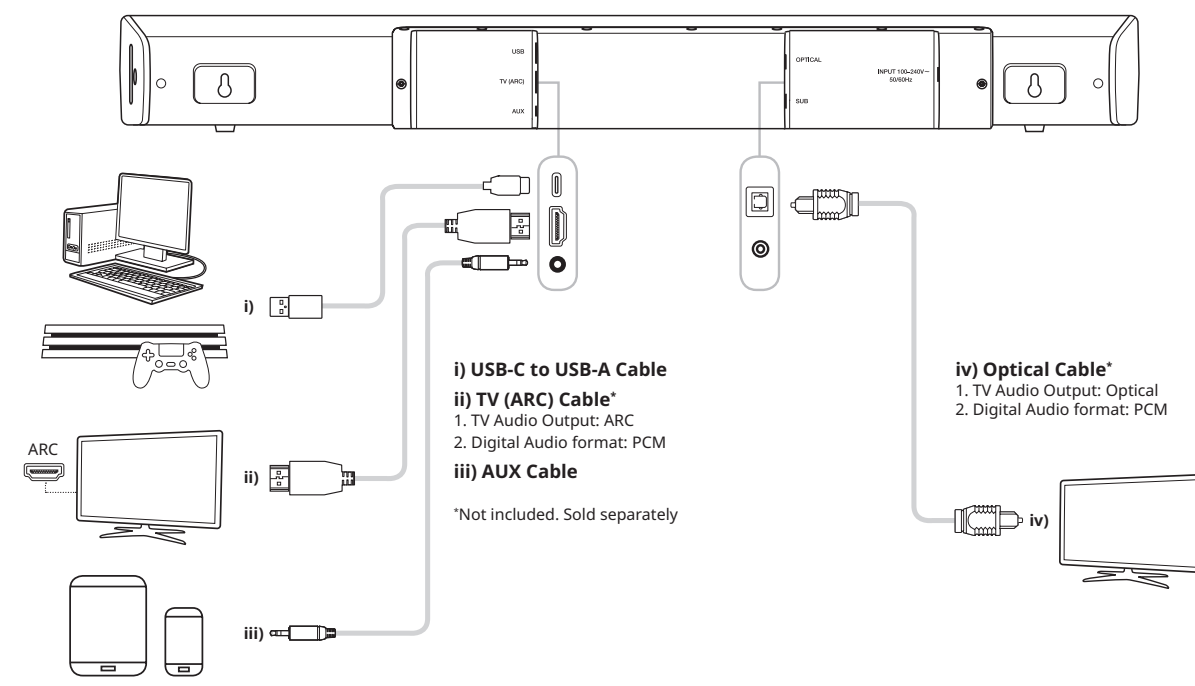 USB
TV (ARC)
AUX
OPTICAL
SUB
INPUT 100–240V~
50/60Hz
i)
ARC
ii)
iii)
i) USB-C to USB-A Cable
ii) TV (ARC) Cable*
1. TV Audio Output: ARC
2. Digital Audio format: PCM
iii) AUX Cable
*Not included. Sold separately
iv) Optical Cable*
1. TV Audio Output: Optical
2. Digital Audio format: PCM
iv)